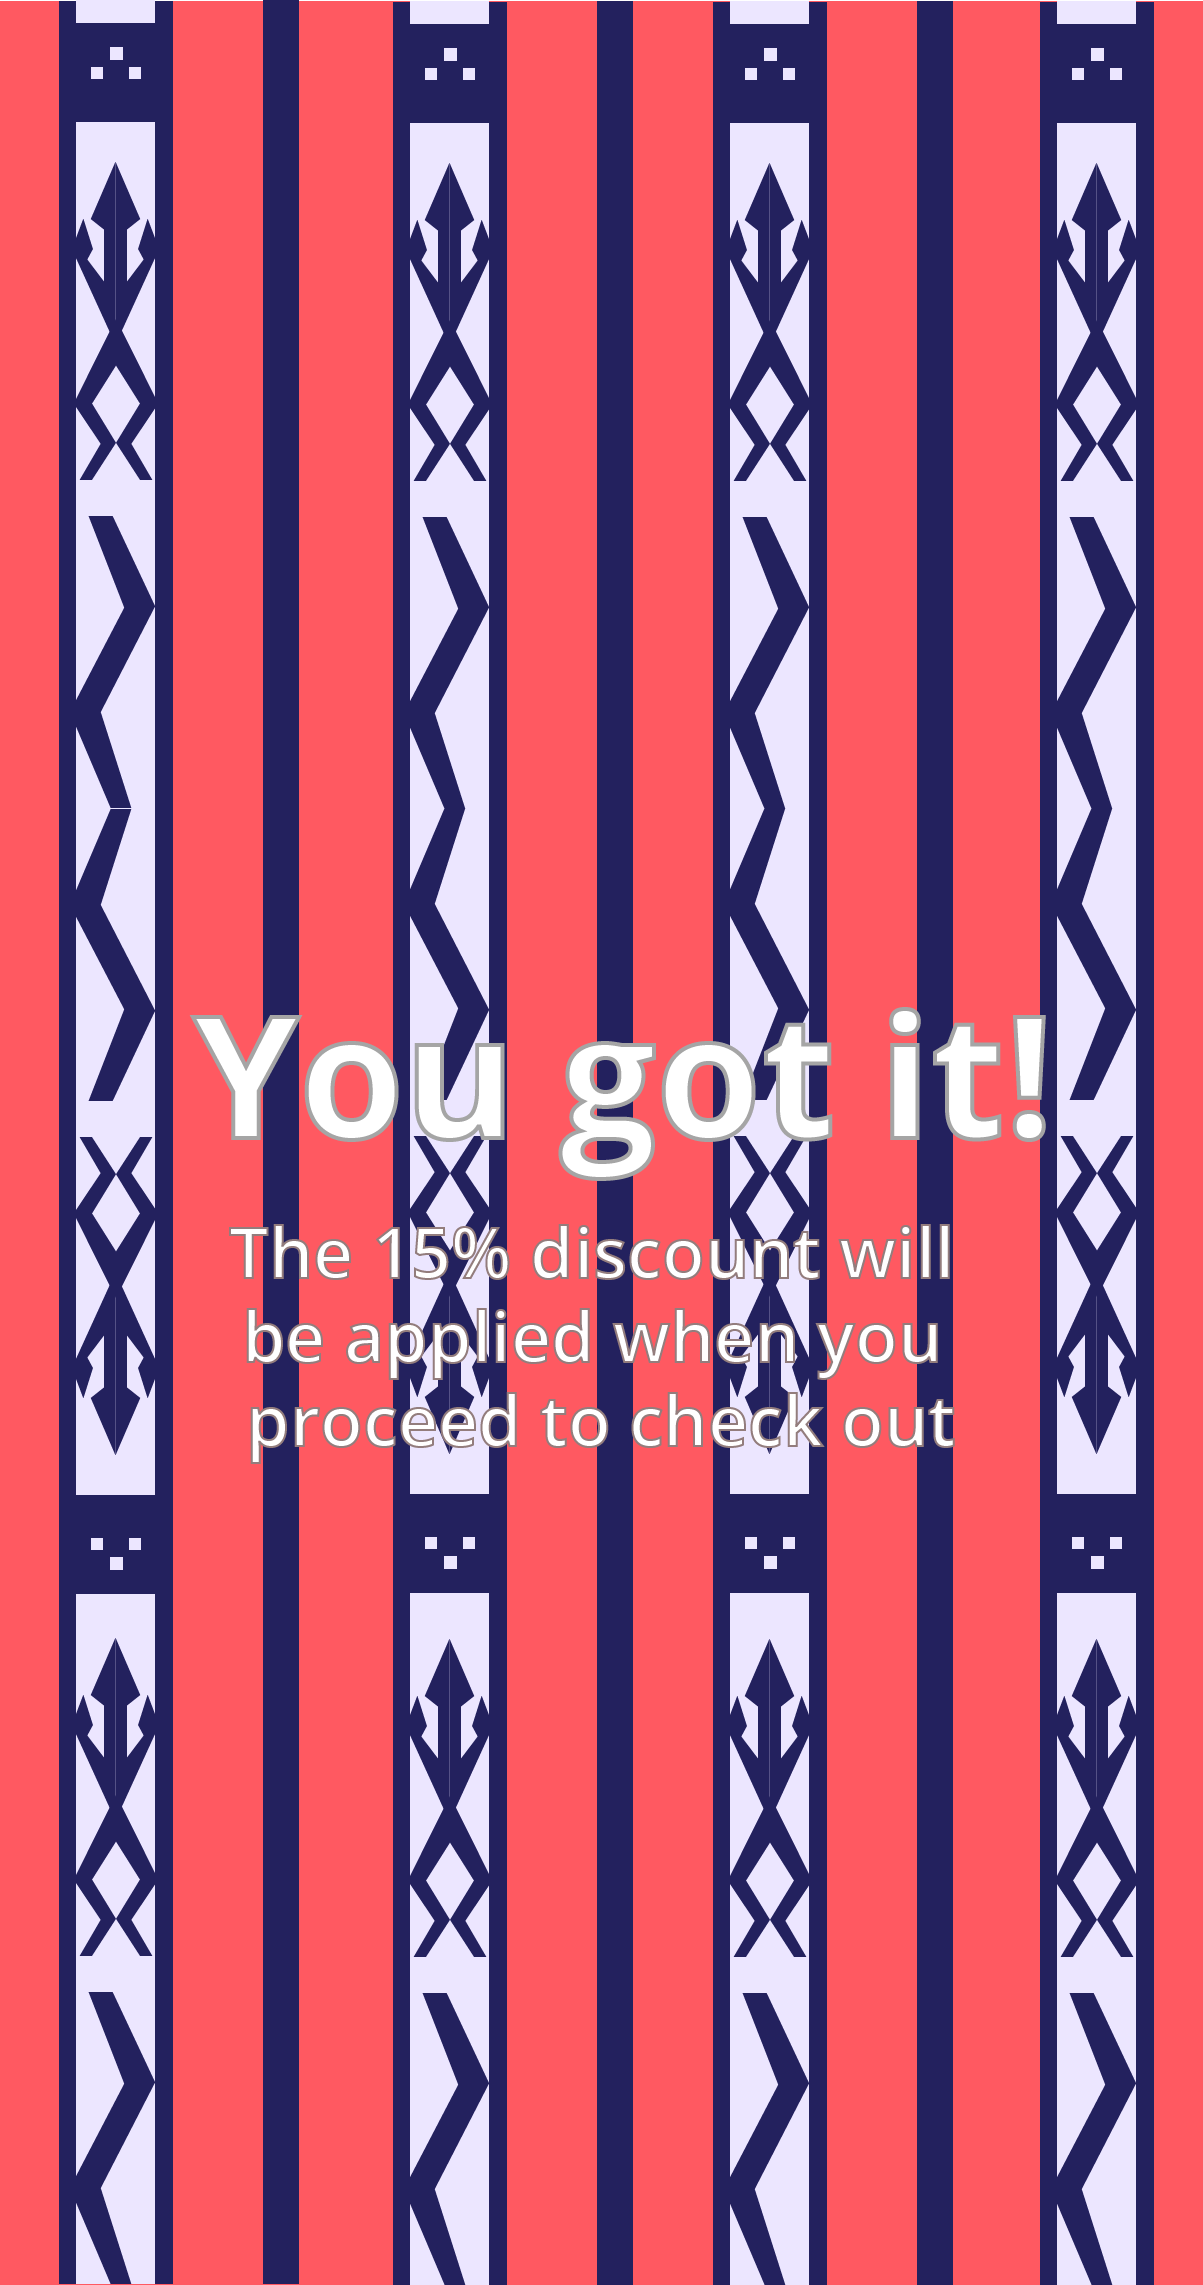 You got it!
The 15% discount will
be applied when you
proceed to check out